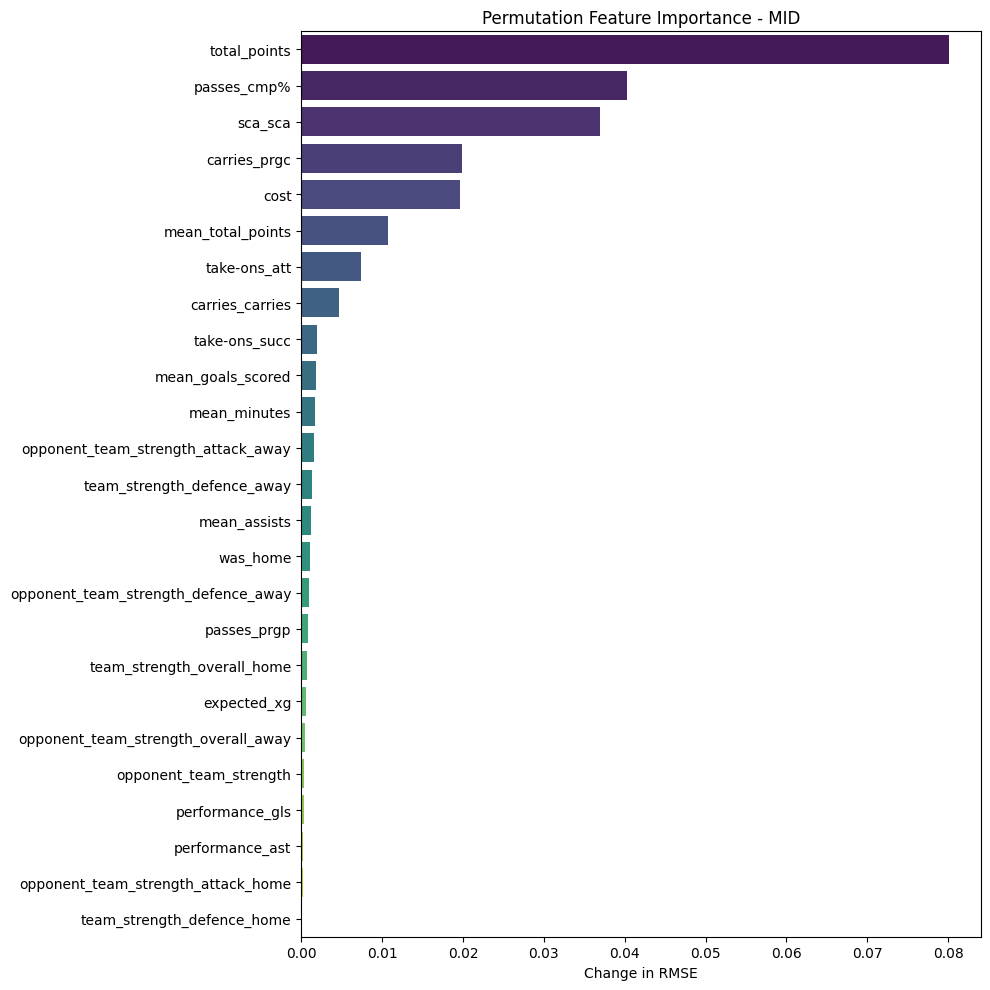 Permutation Feature Importance - MID
total_points
passes_cmp%
sca_sca
carries_prgc
cost
mean_total_points
take-ons_att
carries_carries
take-ons_succ
mean_goals_scored
mean_minutes
opponent_team_strength_attack_away
team_strength_defence_away
mean_assists
was_home
opponent_team_strength_defence_away
passes_prgp
team_strength_overall_home
expected_xg
opponent_team_strength_overall_away
opponent_team_strength
performance_gls
performance_ast
opponent_team_strength_attack_home
team_strength_defence_home
0.00 0.01 0.02 0.03 0.04 0.05 0.06 0.07 0.08
Change in RMSE